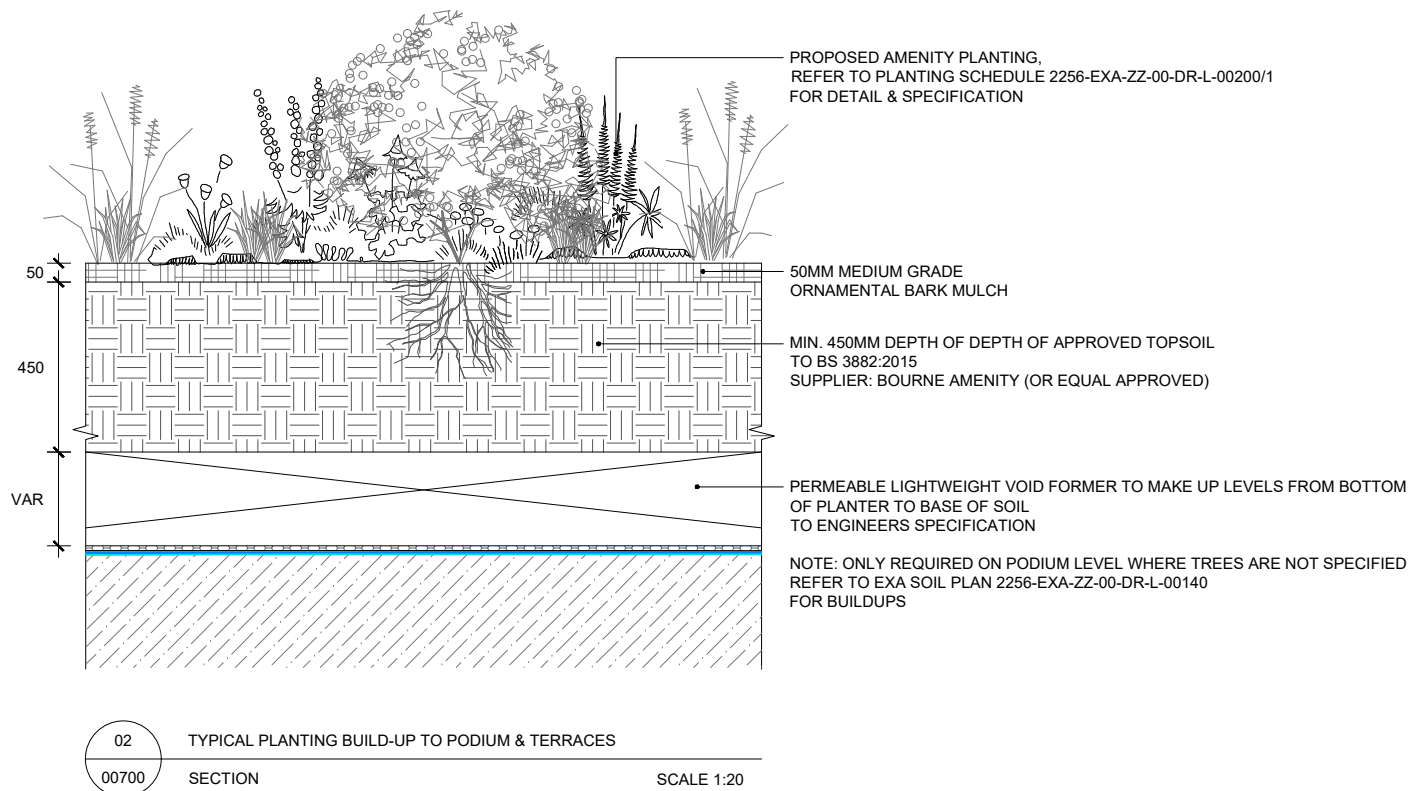 PROPOSED AMENITY PLANTING,
REFER TO PLANTING SCHEDULE 2256-EXA-ZZ-00-DR-L-00200/1
FOR DETAIL & SPECIFICATION
50
50MM MEDIUM GRADE
ORNAMENTAL BARK MULCH
450
MIN. 450MM DEPTH OF DEPTH OF APPROVED TOPSOIL
TO BS 3882:2015
SUPPLIER: BOURNE AMENITY (OR EQUAL APPROVED)
VAR
PERMEABLE LIGHTWEIGHT VOID FORMER TO MAKE UP LEVELS FROM BOTTOM
OF PLANTER TO BASE OF SOIL
TO ENGINEERS SPECIFICATION
NOTE: ONLY REQUIRED ON PODIUM LEVEL WHERE TREES ARE NOT SPECIFIED
REFER TO EXA SOIL PLAN 2256-EXA-ZZ-00-DR-L-00140
FOR BUILDUPS
02
TYPICAL PLANTING BUILD-UP TO PODIUM & TERRACES
00700
SECTION
SCALE 1:20